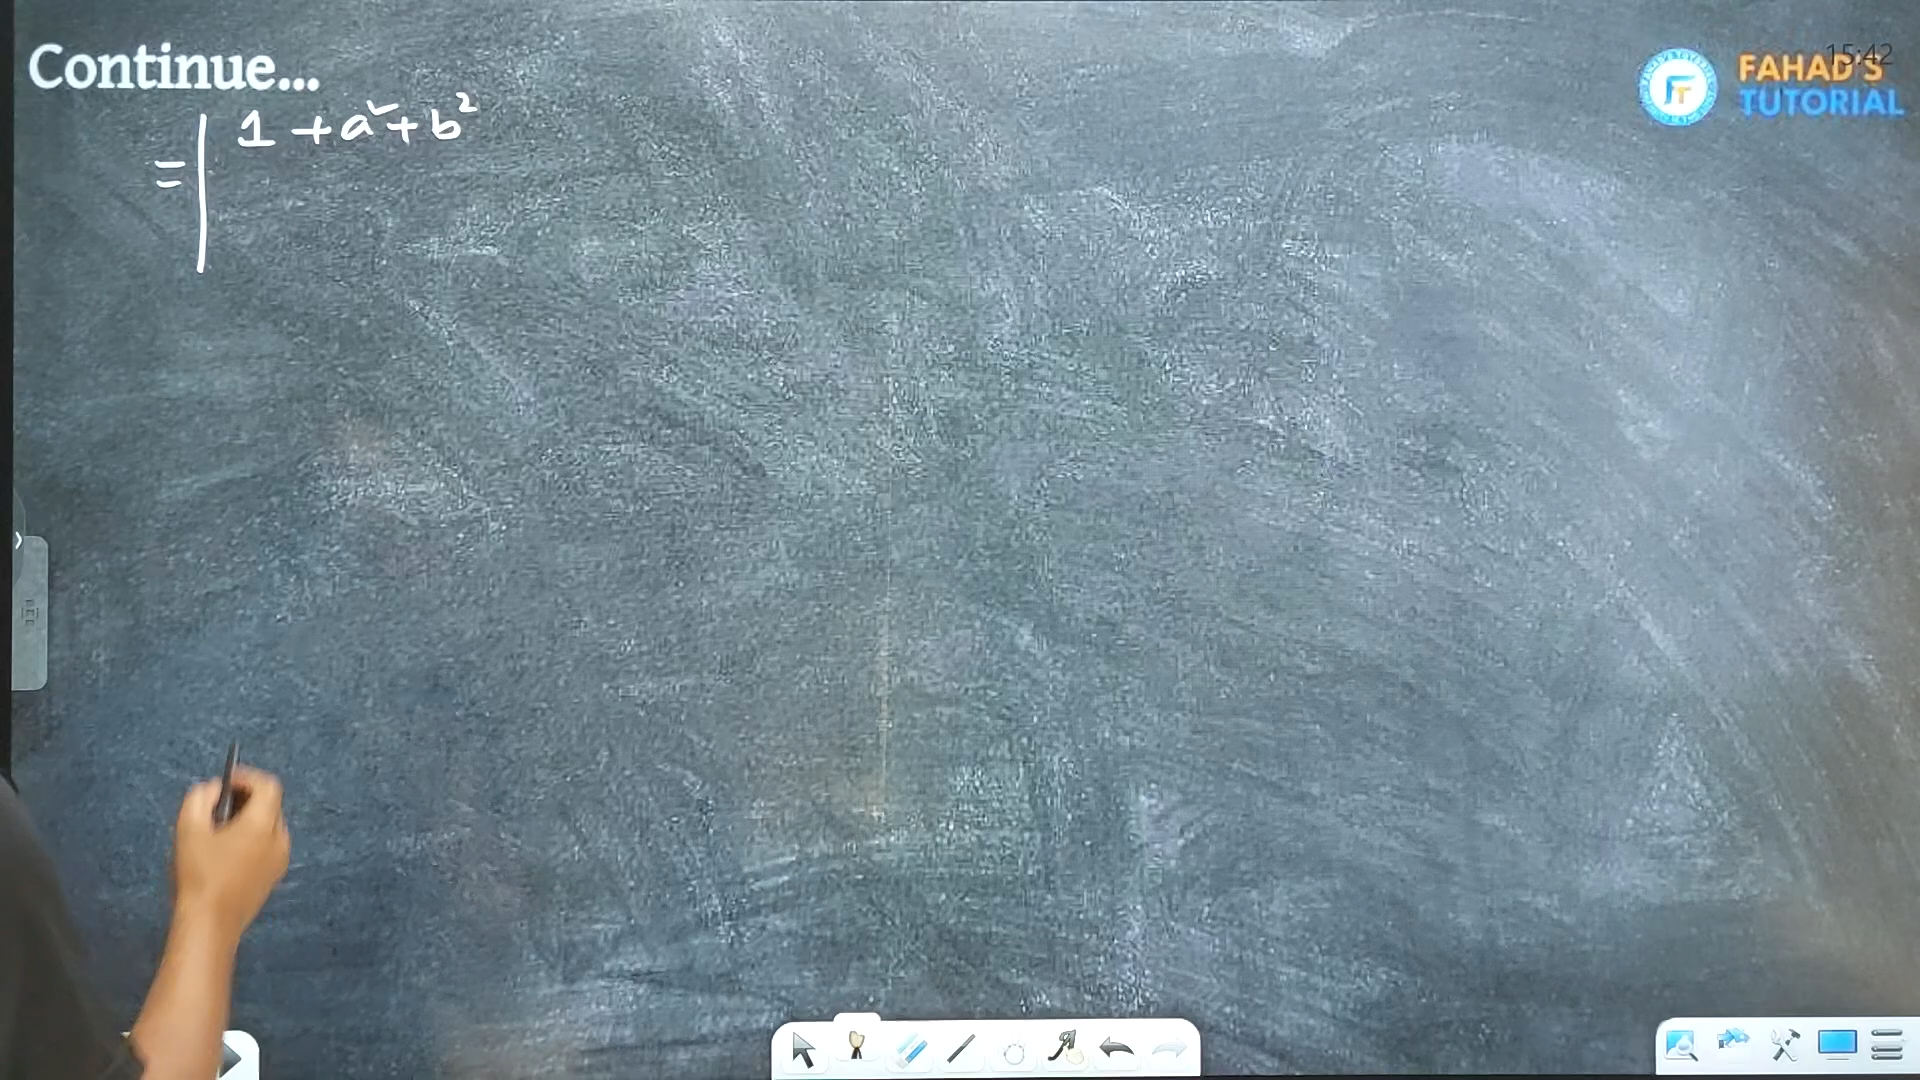 Continue...
15:42
FAHAD'S
TUTORIAL
= | 1 + a² + b²